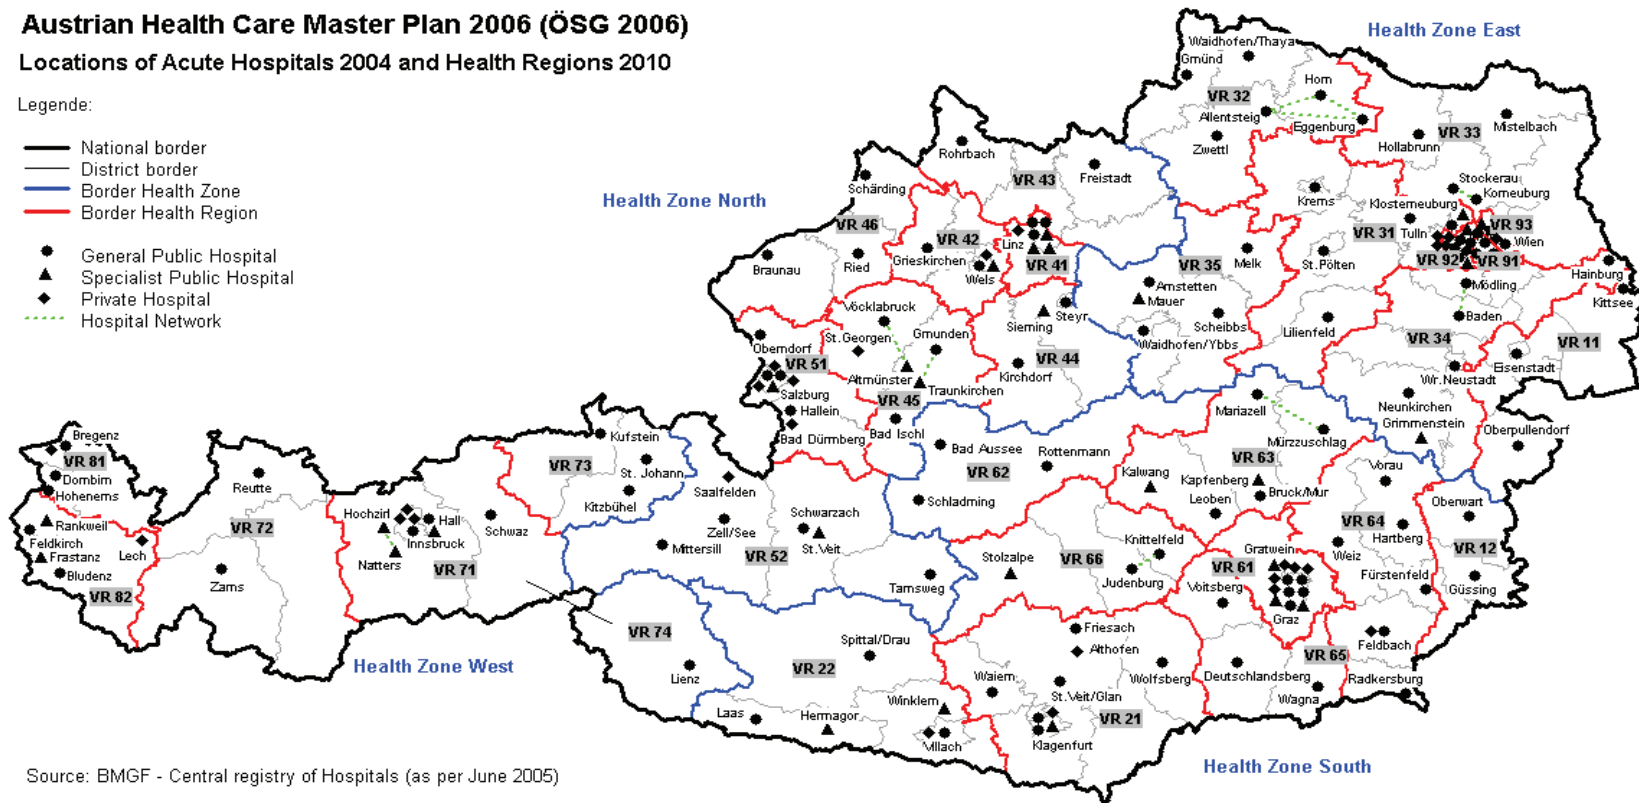 Austrian Health Care Master Plan 2006 (ÖSG 2006)
Locations of Acute Hospitals 2004 and Health Regions 2010
Legende:
National border
District border
Border Health Zone
Border Health Region
General Public Hospital
Specialist Public Hospital
Private Hospital
Hospital Network
Health Zone East
Health Zone North
Health Zone West
Health Zone South
Waidhofen/Thaya
Gmünd
Horn
VR 32
Allentsteig
Eggenburg
Zwettl
Hollabrunn
VR 33
Mistelbach
Rohrbach
Schärding
VR 43
Freistadt
Krems
Stockerau
Korneuburg
Klosterneuburg
VR 46
VR 42
Grieskirchen
Linz
VR 41
Wels
Braunau
Ried
VR 35
Melk
St.Pölten
VR 31
Tulln
VR 93
Wien
VR 92
VR 91
Hainburg
Kittsee
Mödling
Baden
Amstetten
Mauer
Scheibbs
Waidhofen/Ybbs
Lilienfeld
VR 34
VR 11
Eisenstadt
Wr.Neustadt
Vöcklabruck
Gmunden
St.Georgen
Altmünster
Traunkirchen
VR 45
Sierning
Steyr
VR 44
Kirchdorf
Oberndorf
VR 51
Salzburg
Hallein
Bad Dürrnberg
Bad Ischl
Bad Aussee
VR 62
Rottenmann
Schladming
Mariazell
Mürzzuschlag
Neunkirchen
Grimmenstein
Oberpullendorf
Kalwang
Kapfenberg
VR 63
Bruck/Mur
Leoben
Vorau
Oberwart
VR 64
Hartberg
Weiz
VR 12
Güssing
Fürstenfeld
Bregenz
VR 81
Dornbirn
Hohenems
Rankweil
Feldkirch
Frastanz
Bludenz
VR 82
Lech
Reutte
VR 72
Zams
Hochzirl
Hall
Innsbruck
Natters
VR 71
Schwaz
Kufstein
VR 73
St. Johann
Kitzbühel
Saalfelden
Zell/See
Mittersill
VR 52
Schwarzach
St.Veit
Tamsweg
VR 74
Lienz
Stolzalpe
VR 66
Knittelfeld
Judenburg
Gratwein
VR 61
Voitsberg
Graz
Feldbach
VR 65
Radkersburg
Deutschlandsberg
Wagna
Spittal/Drau
VR 22
Winklern
Laas
Hermagor
Villach
Friesach
Althofen
Waiern
St.Veit/Glan
Wolfsberg
VR 21
Klagenfurt
Source: BMGF - Central registry of Hospitals (as per June 2005)